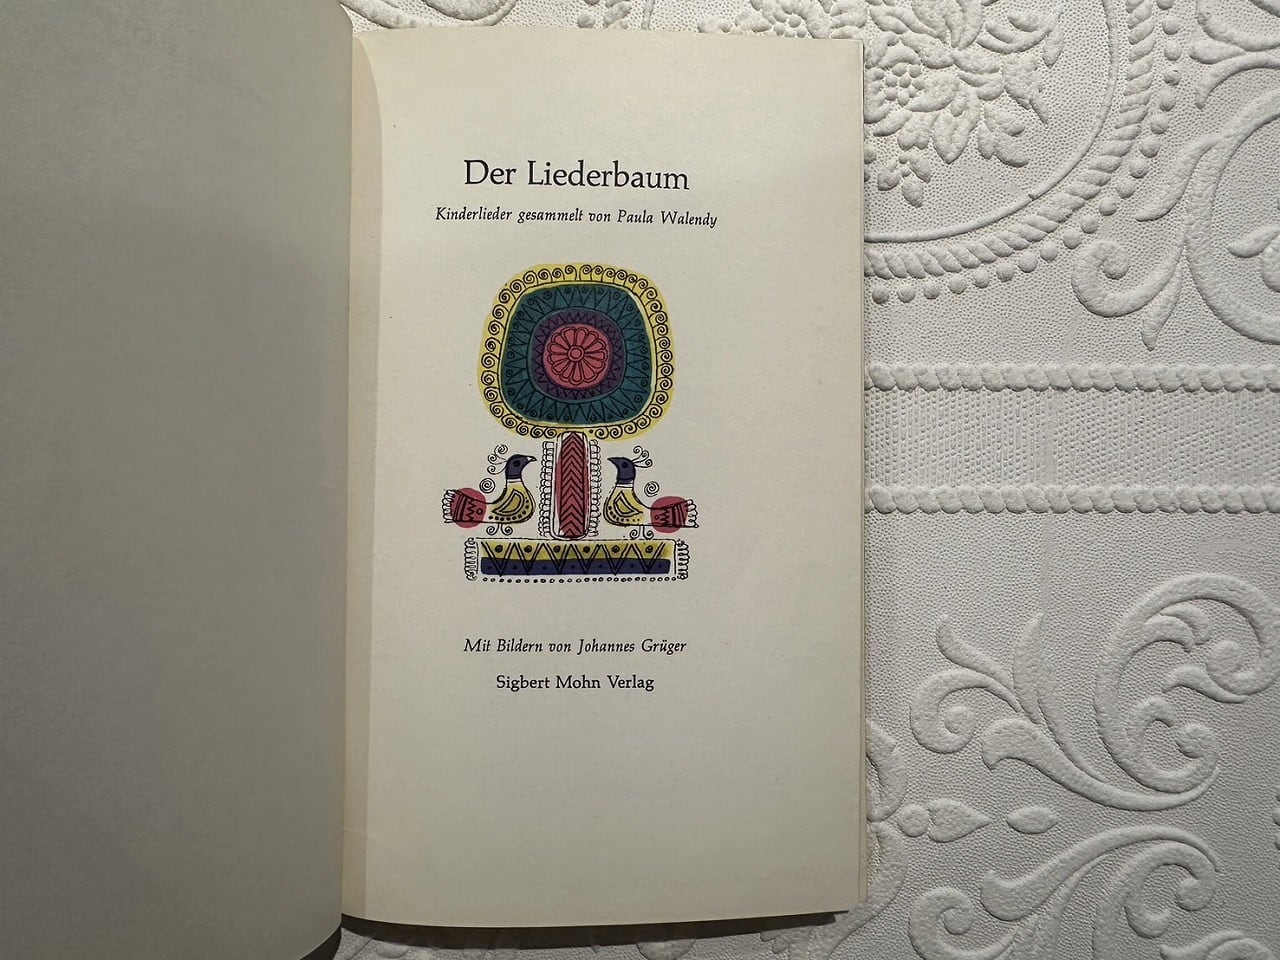 Der Liederbaum
Kinderlieder gesammelt von Paula Walendy
Mit Bildern von Johannes Grüger
Sigbert Mohn Verlag